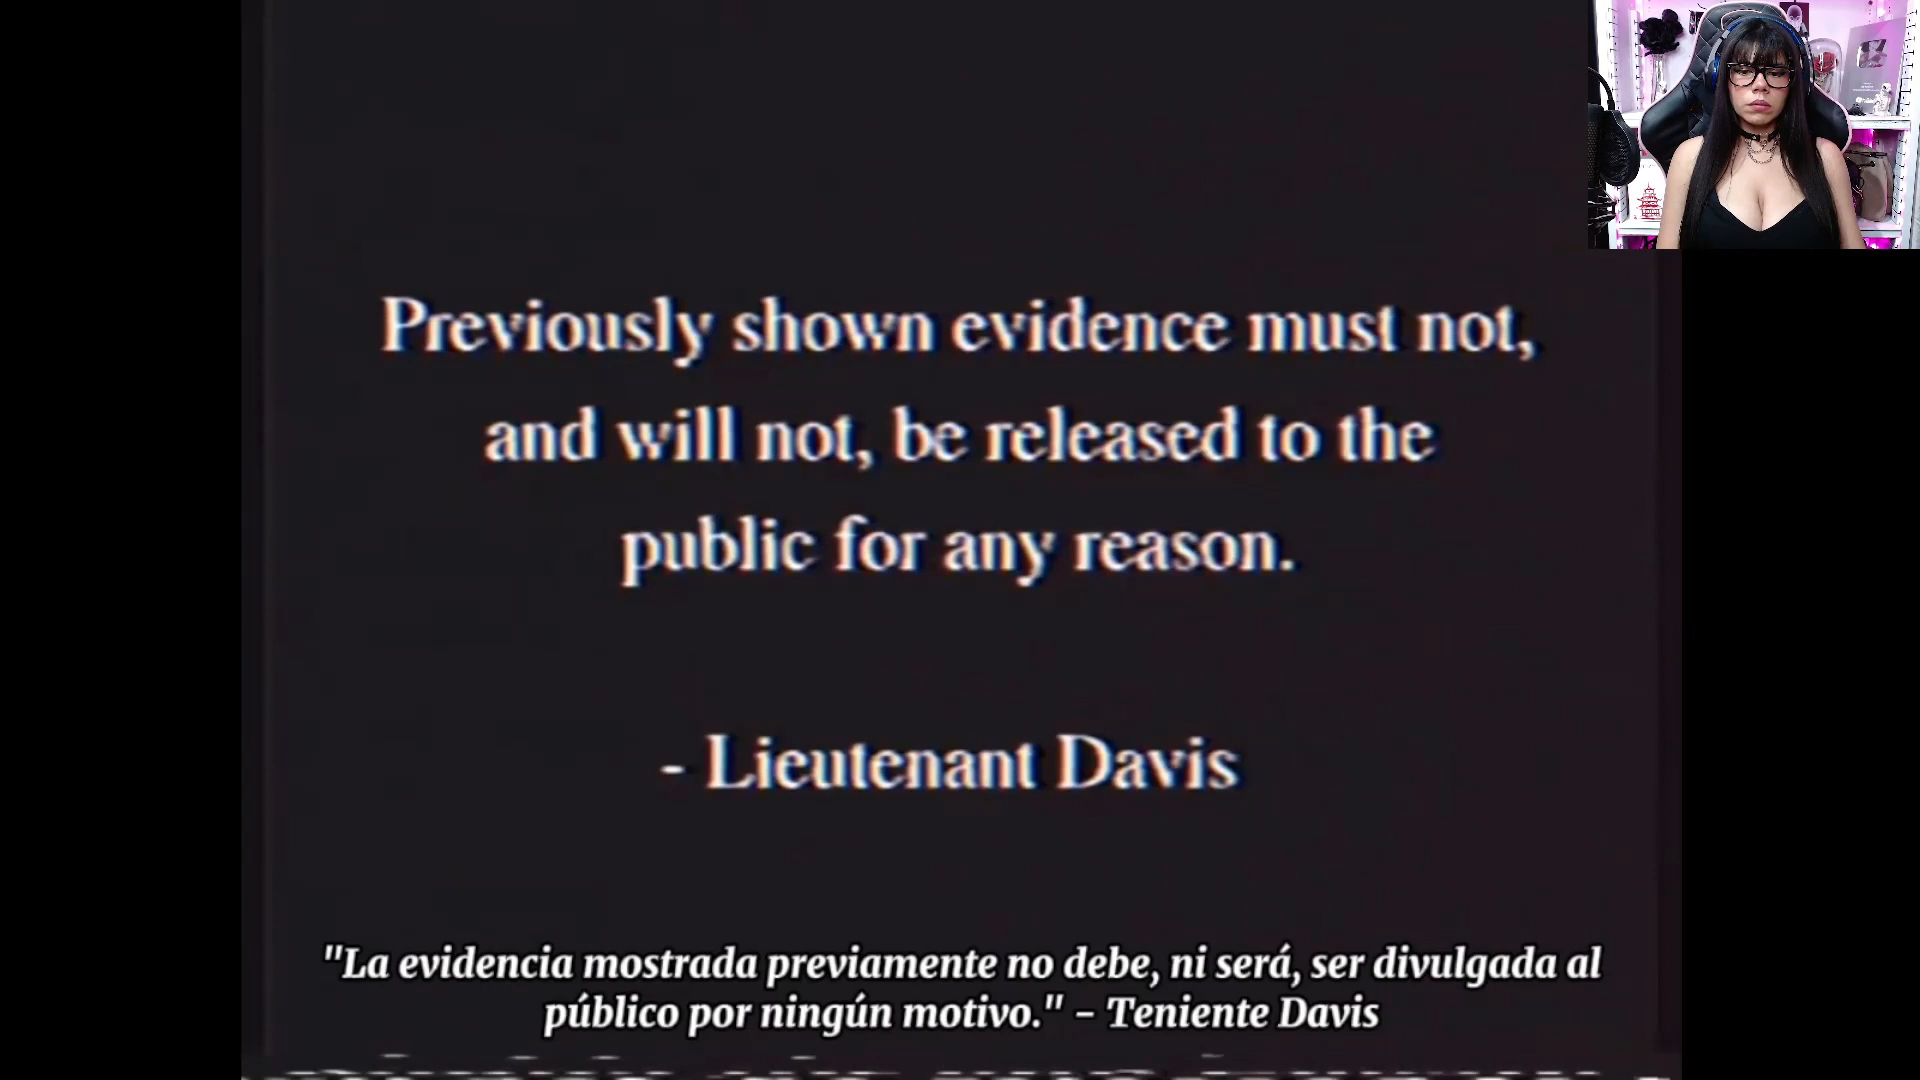 Previously shown evidence must not,
and will not, be released to the
public for any reason.
- Lieutenant Davis
"La evidencia mostrada previamente no debe, ni será, ser divulgada al
público por ningún motivo." - Teniente Davis